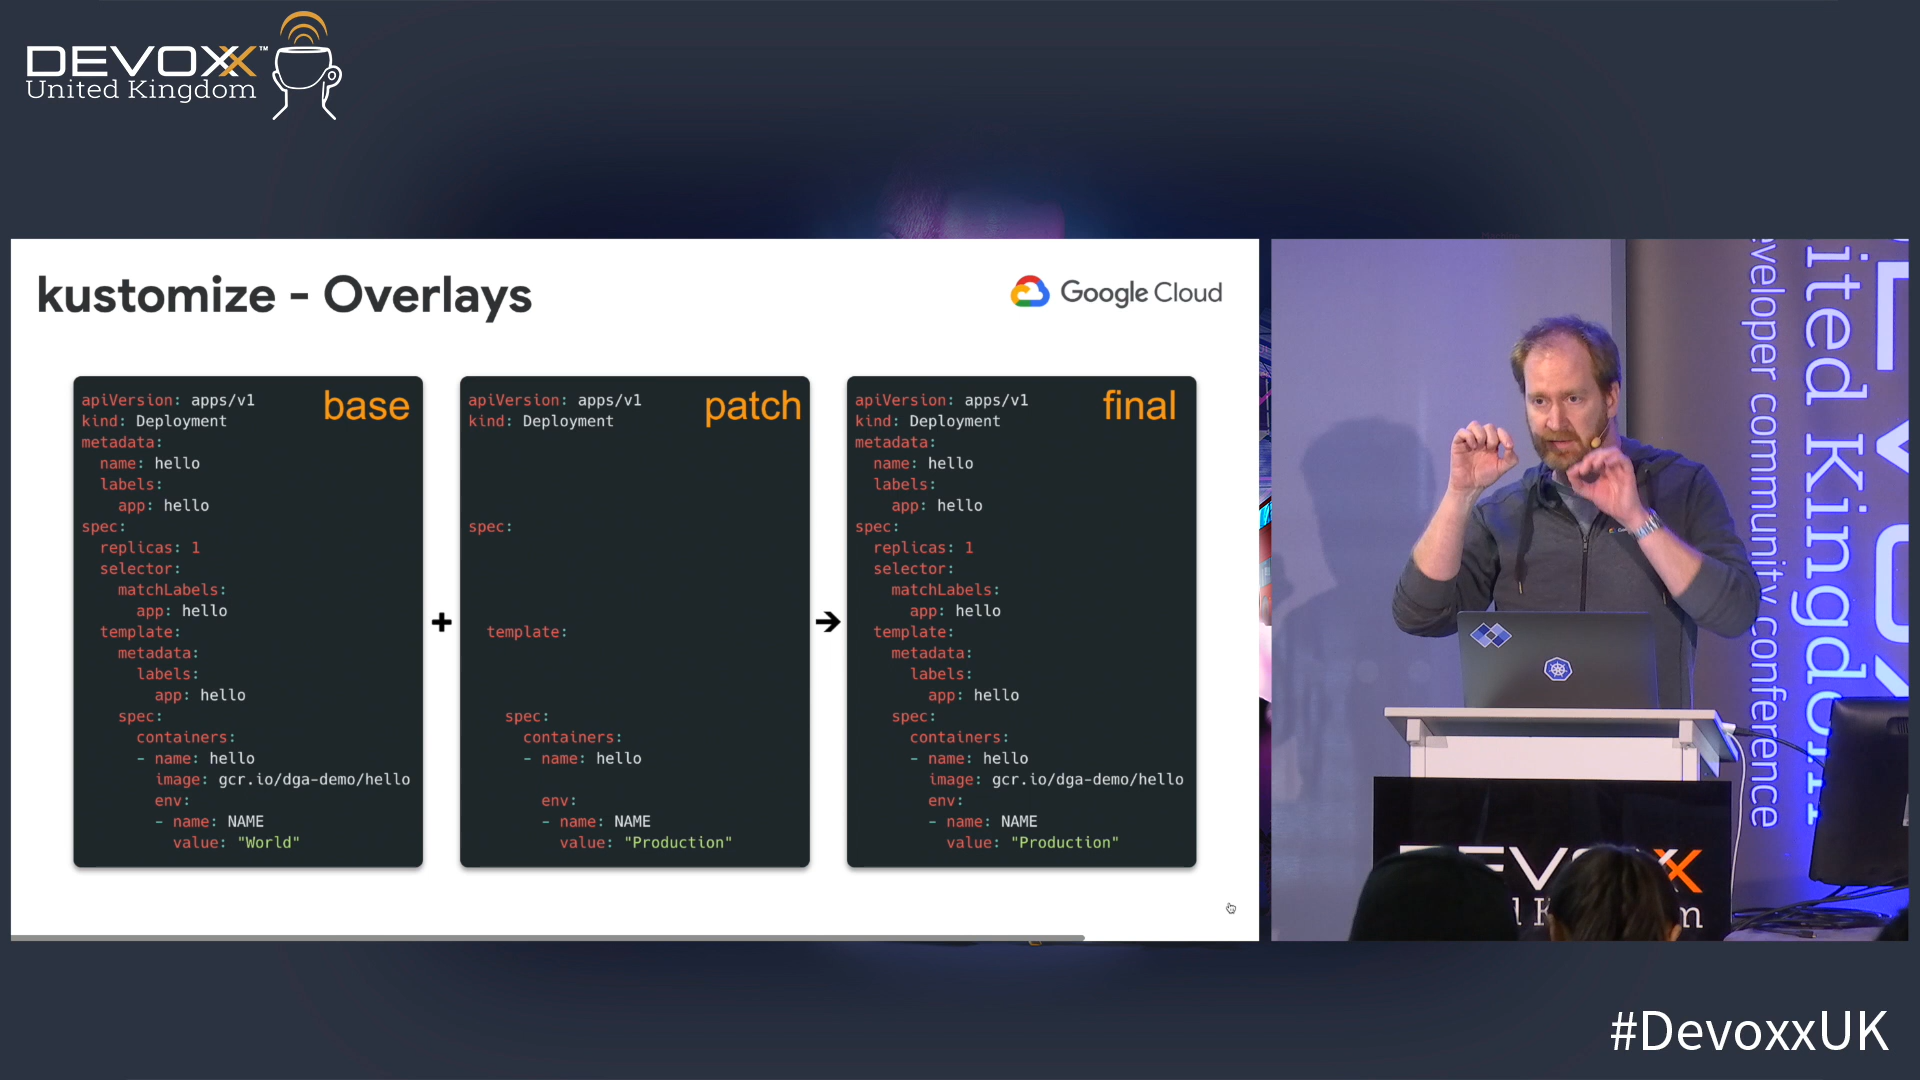 DEVOXX™
United Kingdom
kustomize - Overlays
Google Cloud
base
apiVersion: apps/v1
kind: Deployment
metadata:
  name: hello
  labels:
    app: hello
spec:
  replicas: 1
  selector:
    matchLabels:
      app: hello
  template:
    metadata:
      labels:
        app: hello
    spec:
      containers:
      - name: hello
        image: gcr.io/dga-demo/hello
        env:
        - name: NAME
          value: "World"
+
patch
apiVersion: apps/v1
kind: Deployment
spec:
  template:
    spec:
      containers:
      - name: hello
        env:
        - name: NAME
          value: "Production"
→
final
apiVersion: apps/v1
kind: Deployment
metadata:
  name: hello
  labels:
    app: hello
spec:
  replicas: 1
  selector:
    matchLabels:
      app: hello
  template:
    metadata:
      labels:
        app: hello
    spec:
      containers:
      - name: hello
        image: gcr.io/dga-demo/hello
        env:
        - name: NAME
          value: "Production"
ited Kingdom
eveloper community conference
DEVOXX
#DevoxxUK